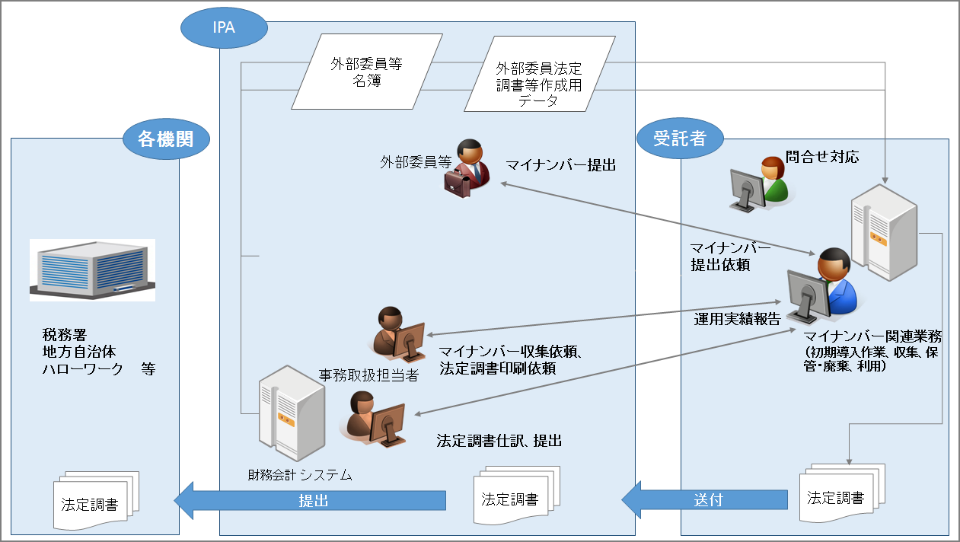 IPA
外部委員等
名簿
外部委員法定
調書等作成用
データ
各機関
受託者
外部委員等
マイナンバー提出
問合せ対応
マイナンバー
提出依頼
税務署
地方自治体
ハローワーク　等
運用実績報告
マイナンバー関連業務
（初期導入作業、収集、保
管・廃棄、利用）
マイナンバー収集依頼、
法定調書印刷依頼
事務取扱担当者
法定調書仕訳、提出
財務会計 システム
法定調書
提出
法定調書
送付
法定調書